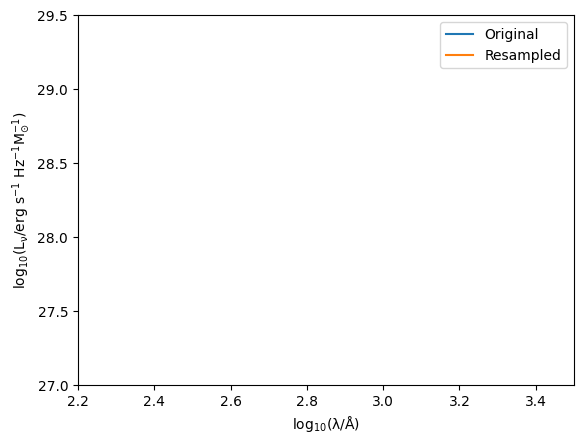 29.5
29.0
28.5
28.0
27.5
27.0
2.2 2.4 2.6 2.8 3.0 3.2 3.4
log₁₀(λ/Å)
log₁₀(Lᵥ/erg s⁻¹ Hz⁻¹M⊙⁻¹)
Original
Resampled